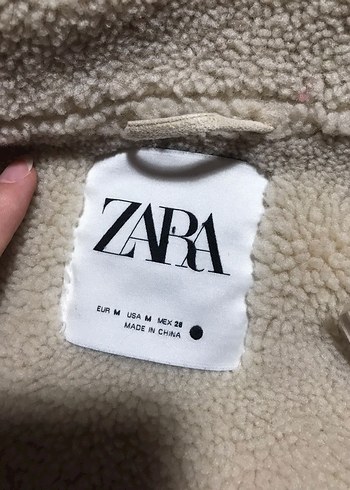 ZARA
EUR M USA M MEX 28
MADE IN CHINA